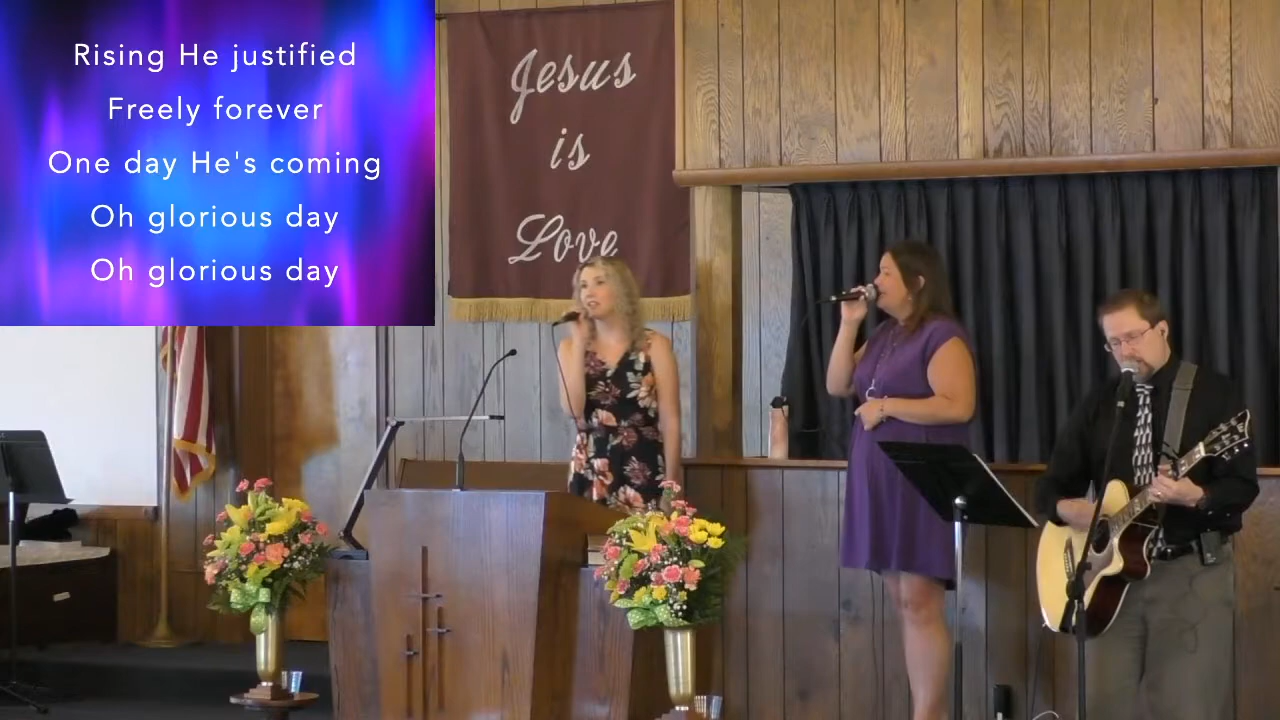 Rising He justified
Freely forever
One day He's coming
Oh glorious day
Oh glorious day
Jesus
is
Love